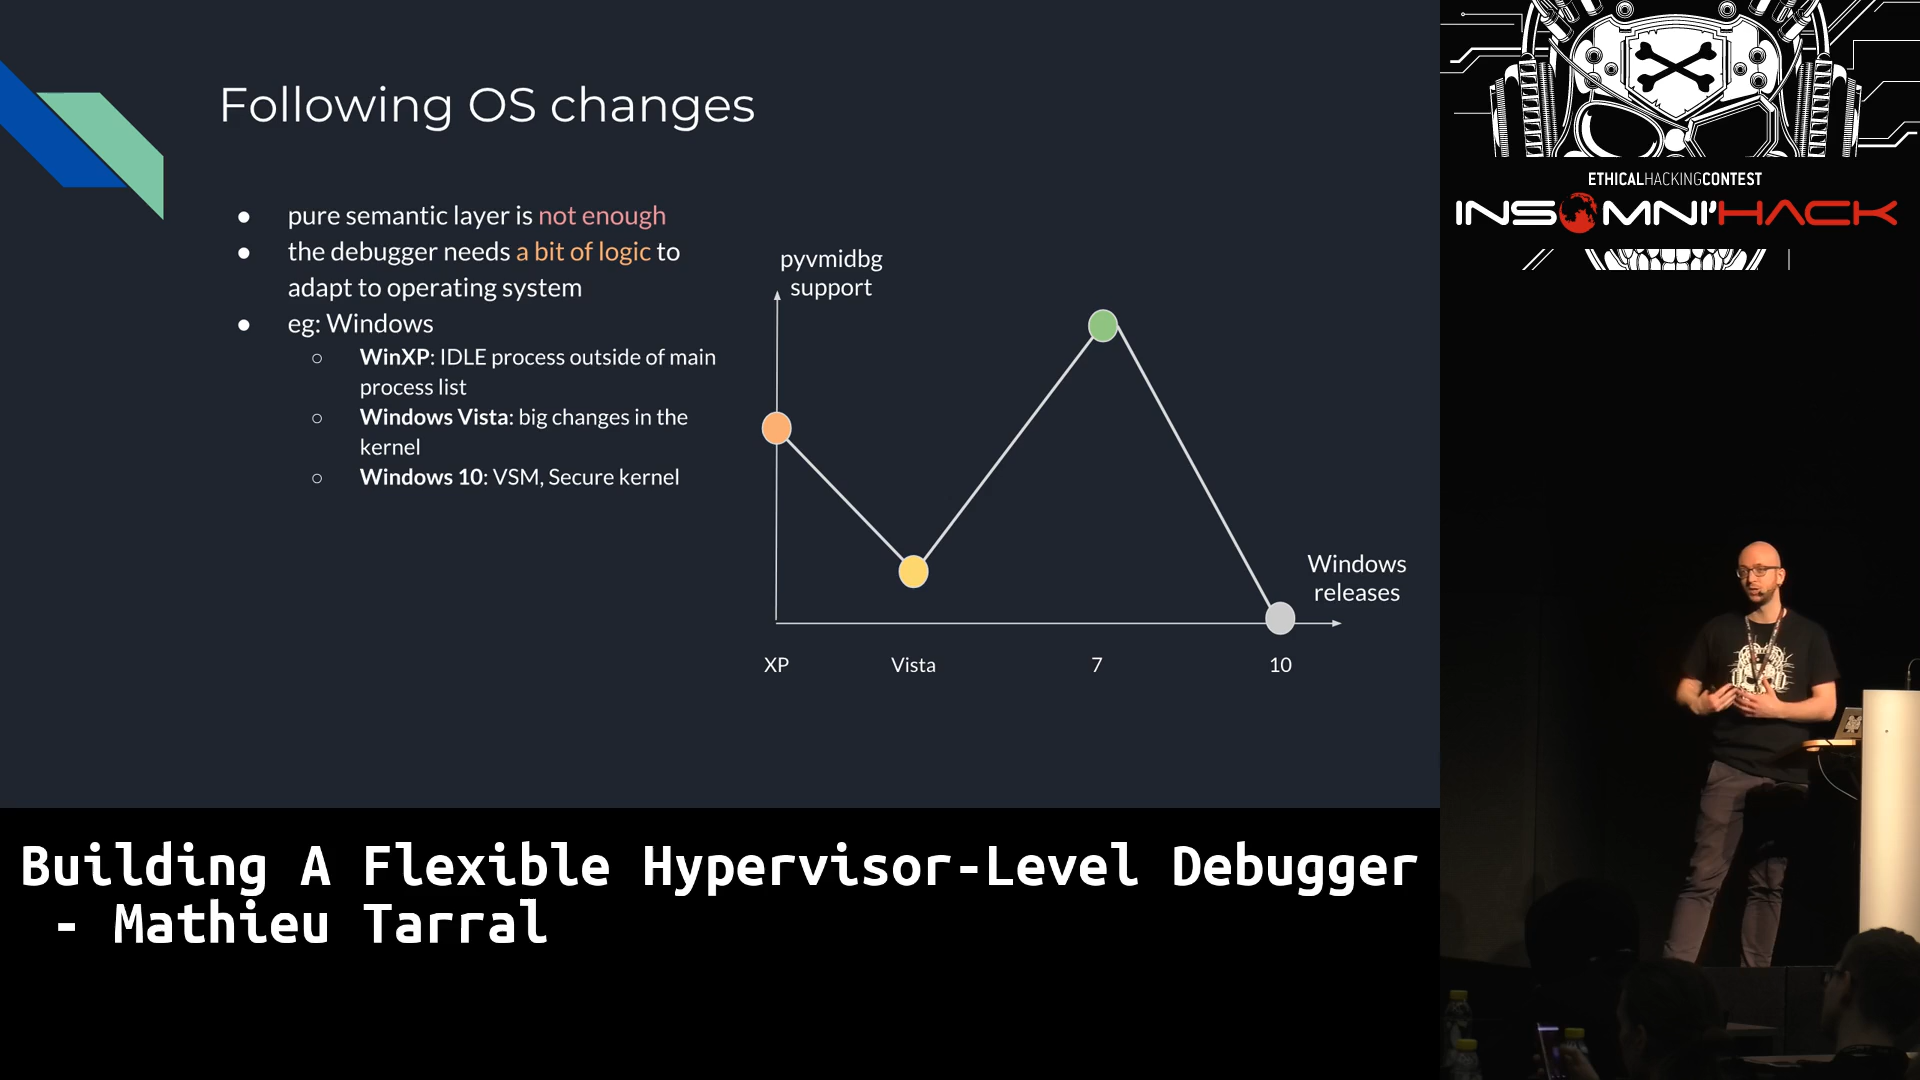 Following OS changes
● pure semantic layer is not enough
● the debugger needs a bit of logic to
adapt to operating system
● eg: Windows
○ WinXP: IDLE process outside of main
process list
○ Windows Vista: big changes in the
kernel
○ Windows 10: VSM, Secure kernel
pyvmidbg
support
Windows
releases
XP Vista 7 10
ETHICALHACKINGCONTEST
INSOMNI'HACK
Building A Flexible Hypervisor-Level Debugger
- Mathieu Tarral